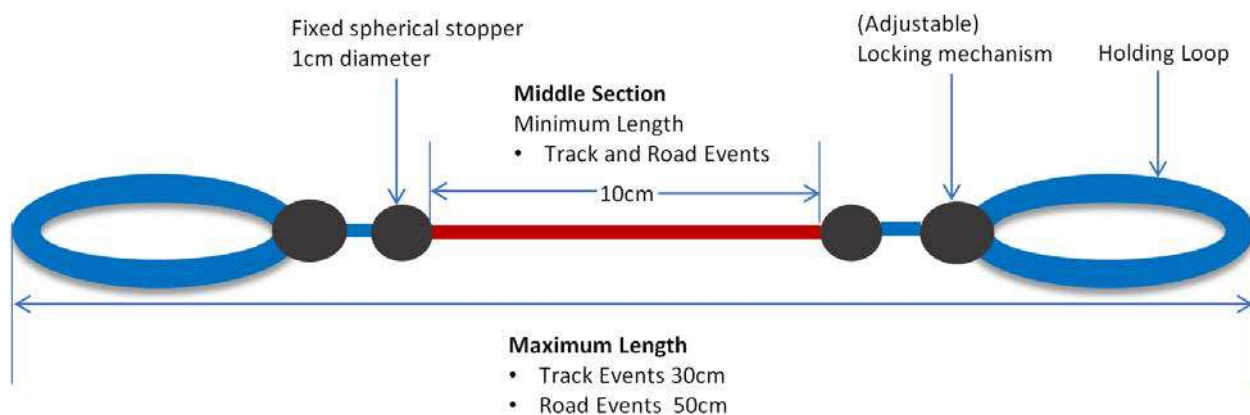 Fixed spherical stopper
1cm diameter
(Adjustable)
Locking mechanism
Holding Loop
Middle Section
Minimum Length
• Track and Road Events
10cm
Maximum Length
• Track Events 30cm
• Road Events 50cm